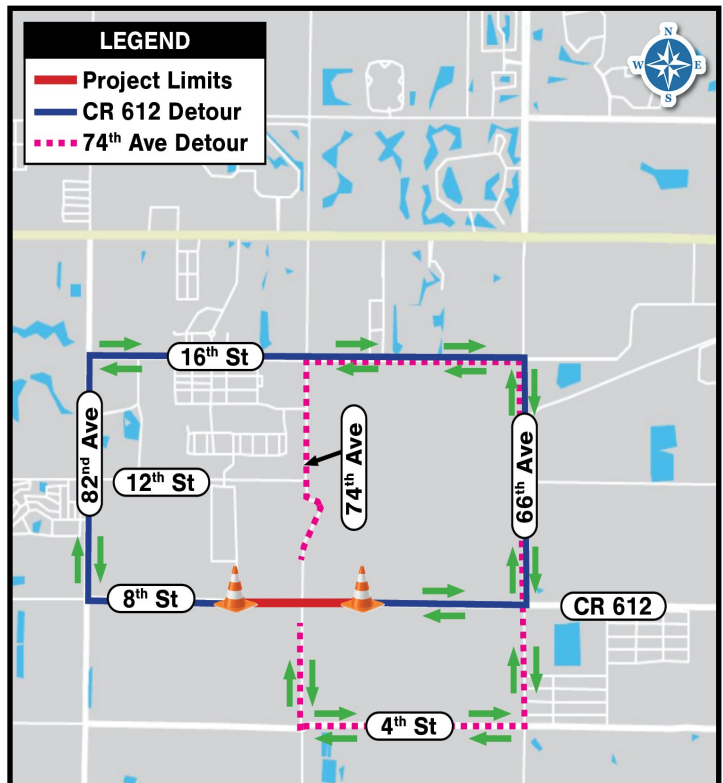 LEGEND
Project Limits
CR 612 Detour
74th Ave Detour
N
W
E
S
16th St
82nd Ave
12th St
74th Ave
66th Ave
8th St
CR 612
4th St